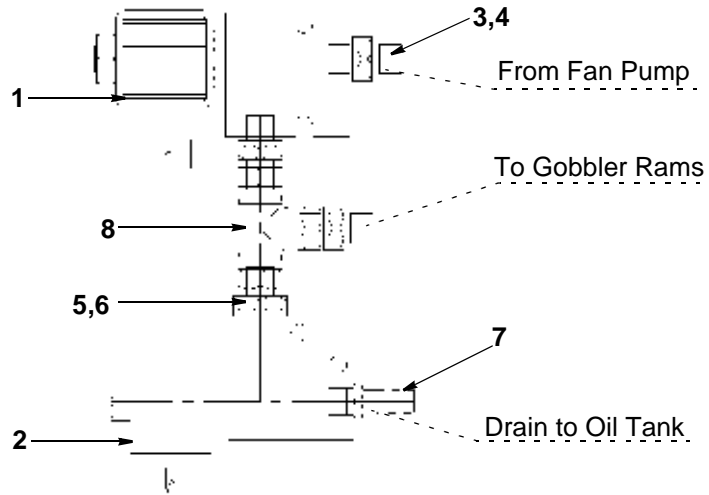 3,4
From Fan Pump
1
To Gobbler Rams
8
5,6
7
Drain to Oil Tank
2